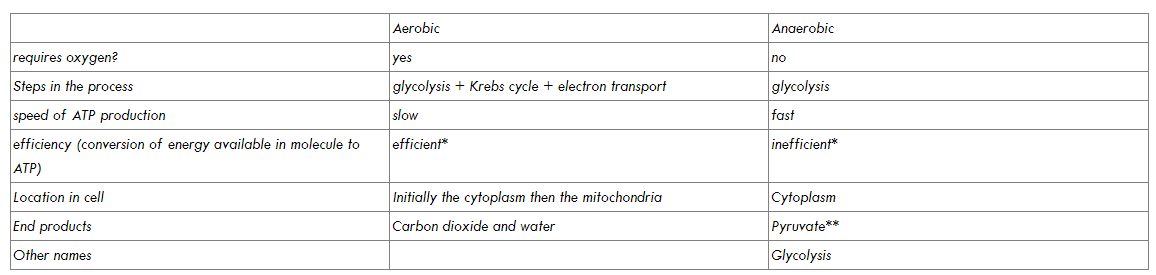 Aerobic Anaerobic
requires oxygen? yes no
Steps in the process glycolysis + Krebs cycle + electron transport glycolysis
speed of ATP production slow fast
efficiency (conversion of energy available in molecule to efficient* inefficient*
ATP)
Location in cell Initially the cytoplasm then the mitochondria Cytoplasm
End products Carbon dioxide and water Pyruvate**
Other names Glycolysis